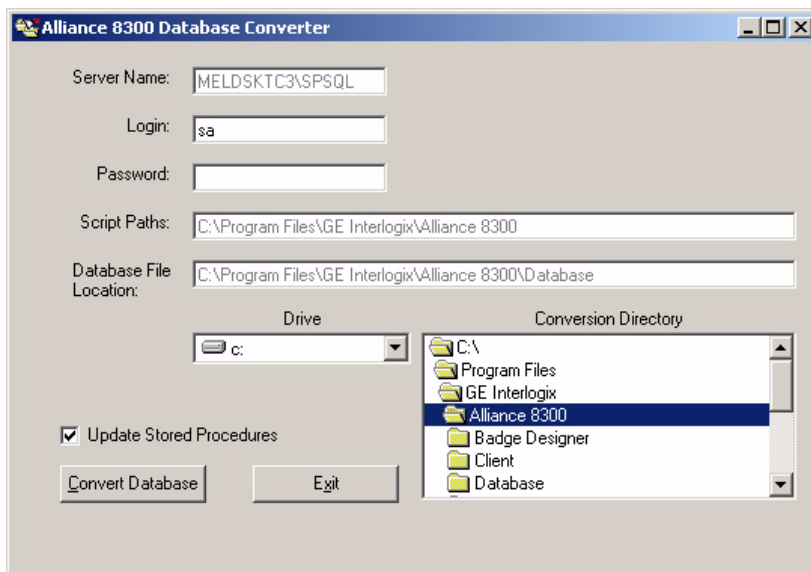 Alliance 8300 Database Converter
Server Name: MELDSKTC3\SPSQL
Login: sa
Password:
Script Paths: C:\Program Files\GE Interlogix\Alliance 8300
Database File
Location: C:\Program Files\GE Interlogix\Alliance 8300\Database
Drive Conversion Directory
c: C:\
Program Files
GE Interlogix
Alliance 8300
Update Stored Procedures Badge Designer
Client
Convert Database Exit Database